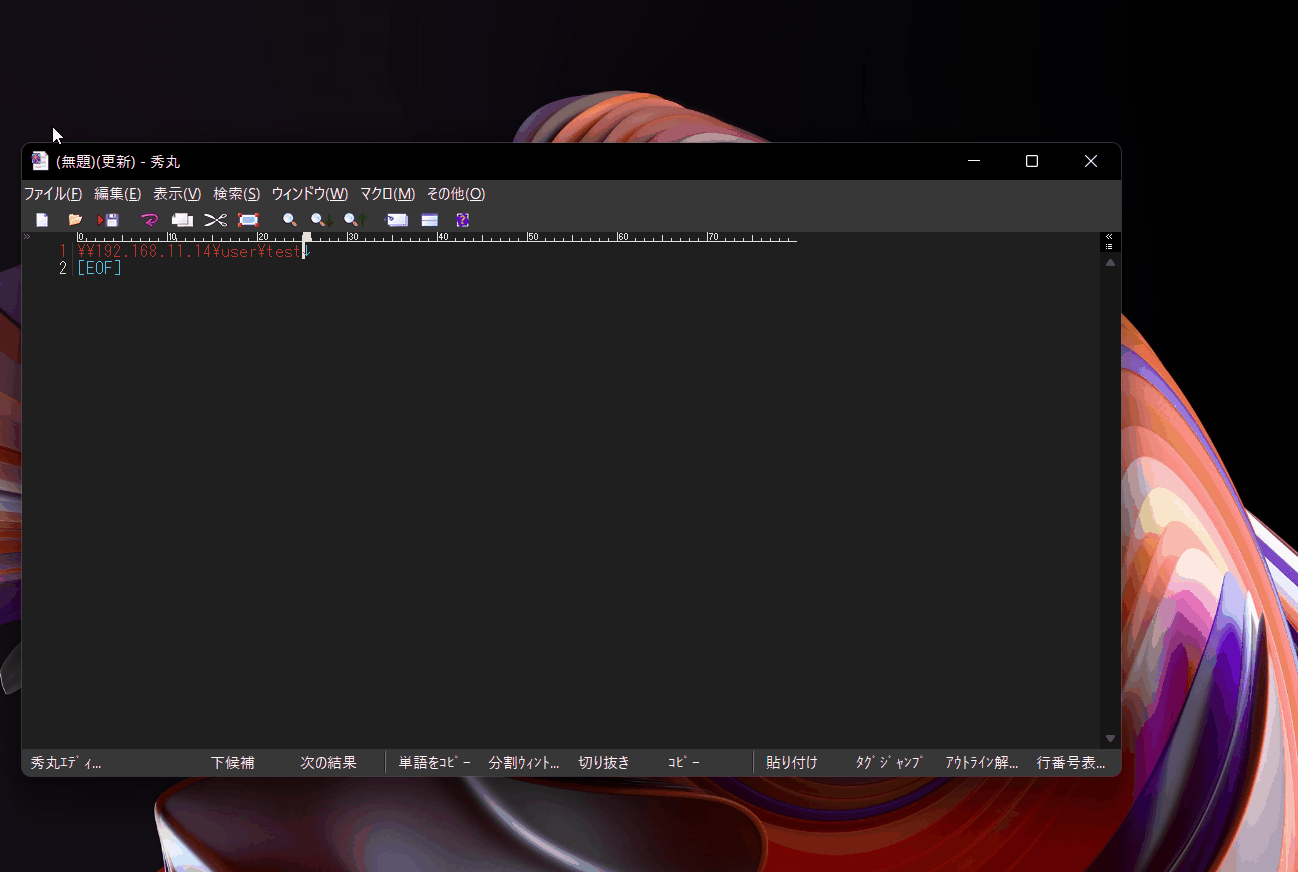 (無題)(更新) - 秀丸
ファイル(F) 編集(E) 表示(V) 検索(S) ウィンドウ(W) マクロ(M) その他(O)
0 10 20 30 40 50 60 70
1 ¥¥192.168.11.14¥user¥test↓
2 [EOF]
秀丸ｴﾃﾞｨ... 下候補 次の結果 単語をｺﾋﾟｰ 分割ｳｨﾝﾄ... 切り抜き ｺﾋﾟｰ 貼り付け ﾀｸﾞｼﾞｬﾝﾌﾟ ｱｳﾄﾗｲﾝ解... 行番号表...